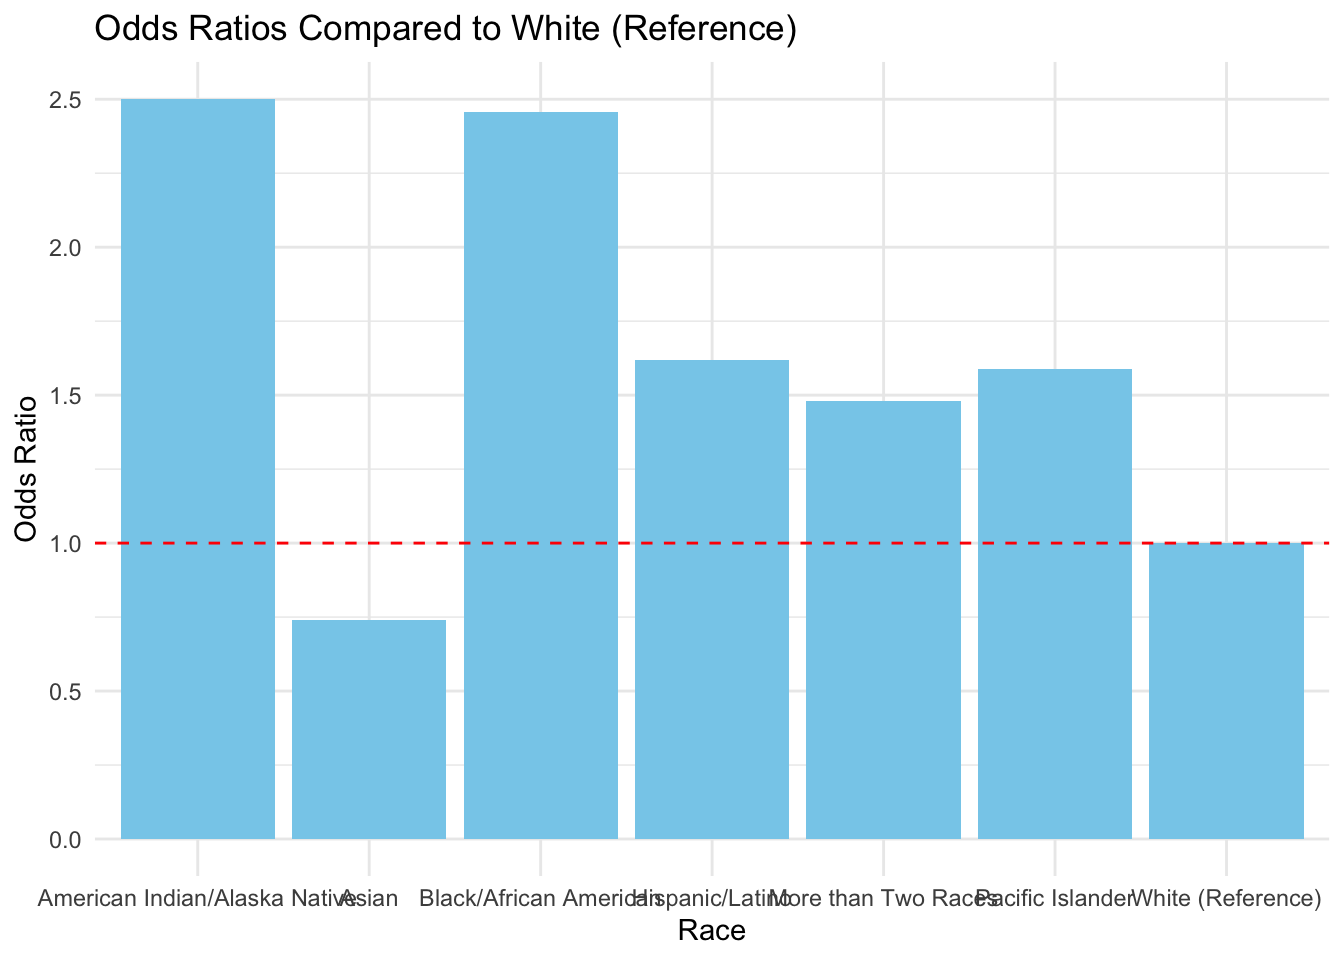 Odds Ratios Compared to White (Reference)
2.5
2.0
1.5
1.0
0.5
0.0
Odds Ratio
American Indian/Alaska Native Asian Black/African American Hispanic/Latino More than Two Races Pacific Islander White (Reference)
Race